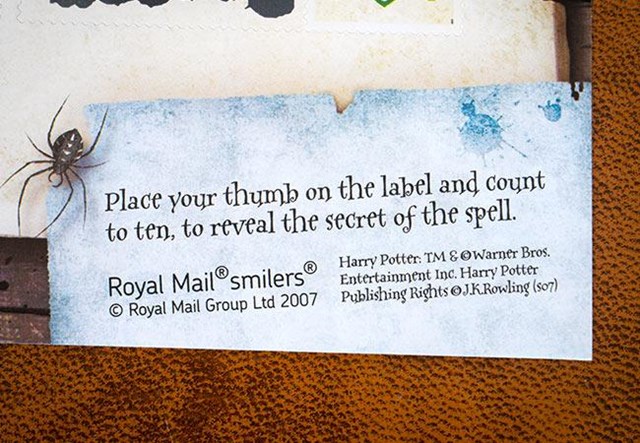 Place your thumb on the label and count
to ten, to reveal the secret of the spell.
Royal Mail® smilers®
© Royal Mail Group Ltd 2007
Harry Potter: TM & © Warner Bros.
Entertainment Inc. Harry Potter
Publishing Rights © J.K.Rowling (s07)